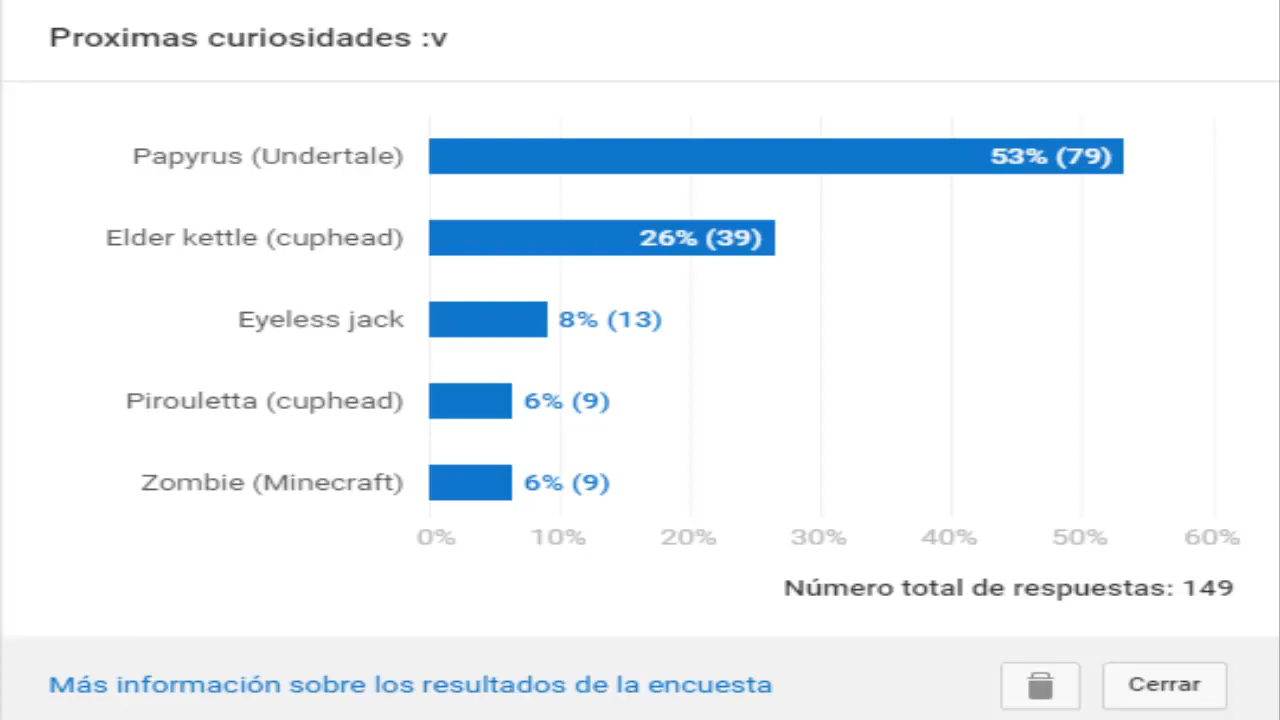 Proximas curiosidades :v
Papyrus (Undertale) 53% (79)
Elder kettle (cuphead) 26% (39)
Eyeless jack 8% (13)
Pirouletta (cuphead) 6% (9)
Zombie (Minecraft) 6% (9)
0% 10% 20% 30% 40% 50% 60%
Número total de respuestas: 149
Más información sobre los resultados de la encuesta Cerrar